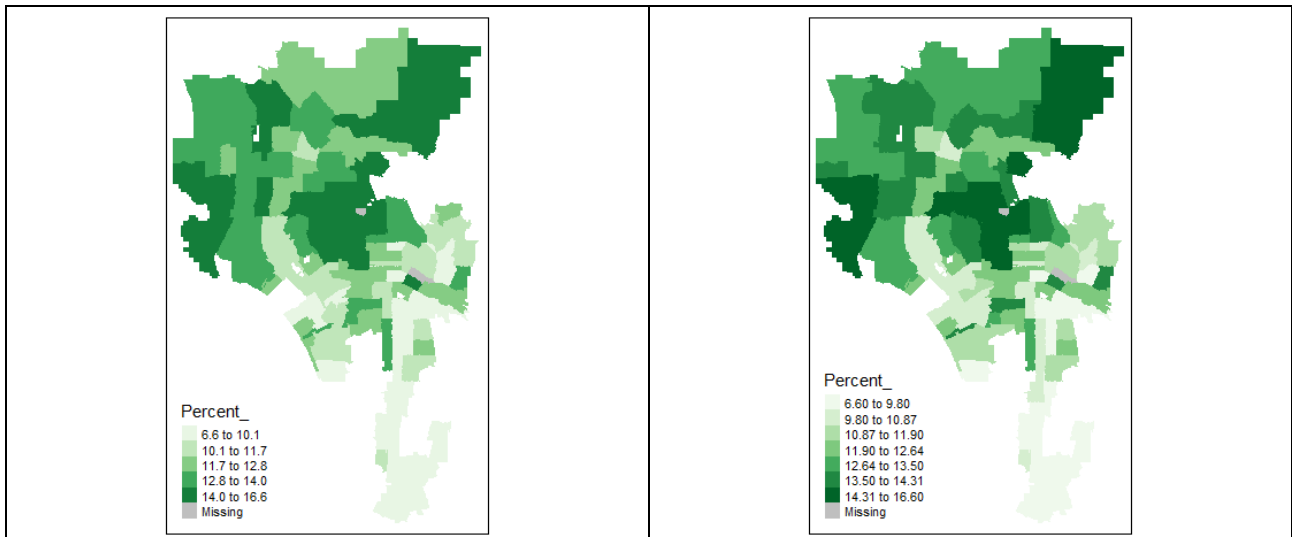 Percent_
6.6 to 10.1
10.1 to 11.7
11.7 to 12.8
12.8 to 14.0
14.0 to 16.6
Missing
Percent_
6.60 to 9.80
9.80 to 10.87
10.87 to 11.90
11.90 to 12.64
12.64 to 13.50
13.50 to 14.31
14.31 to 16.60
Missing